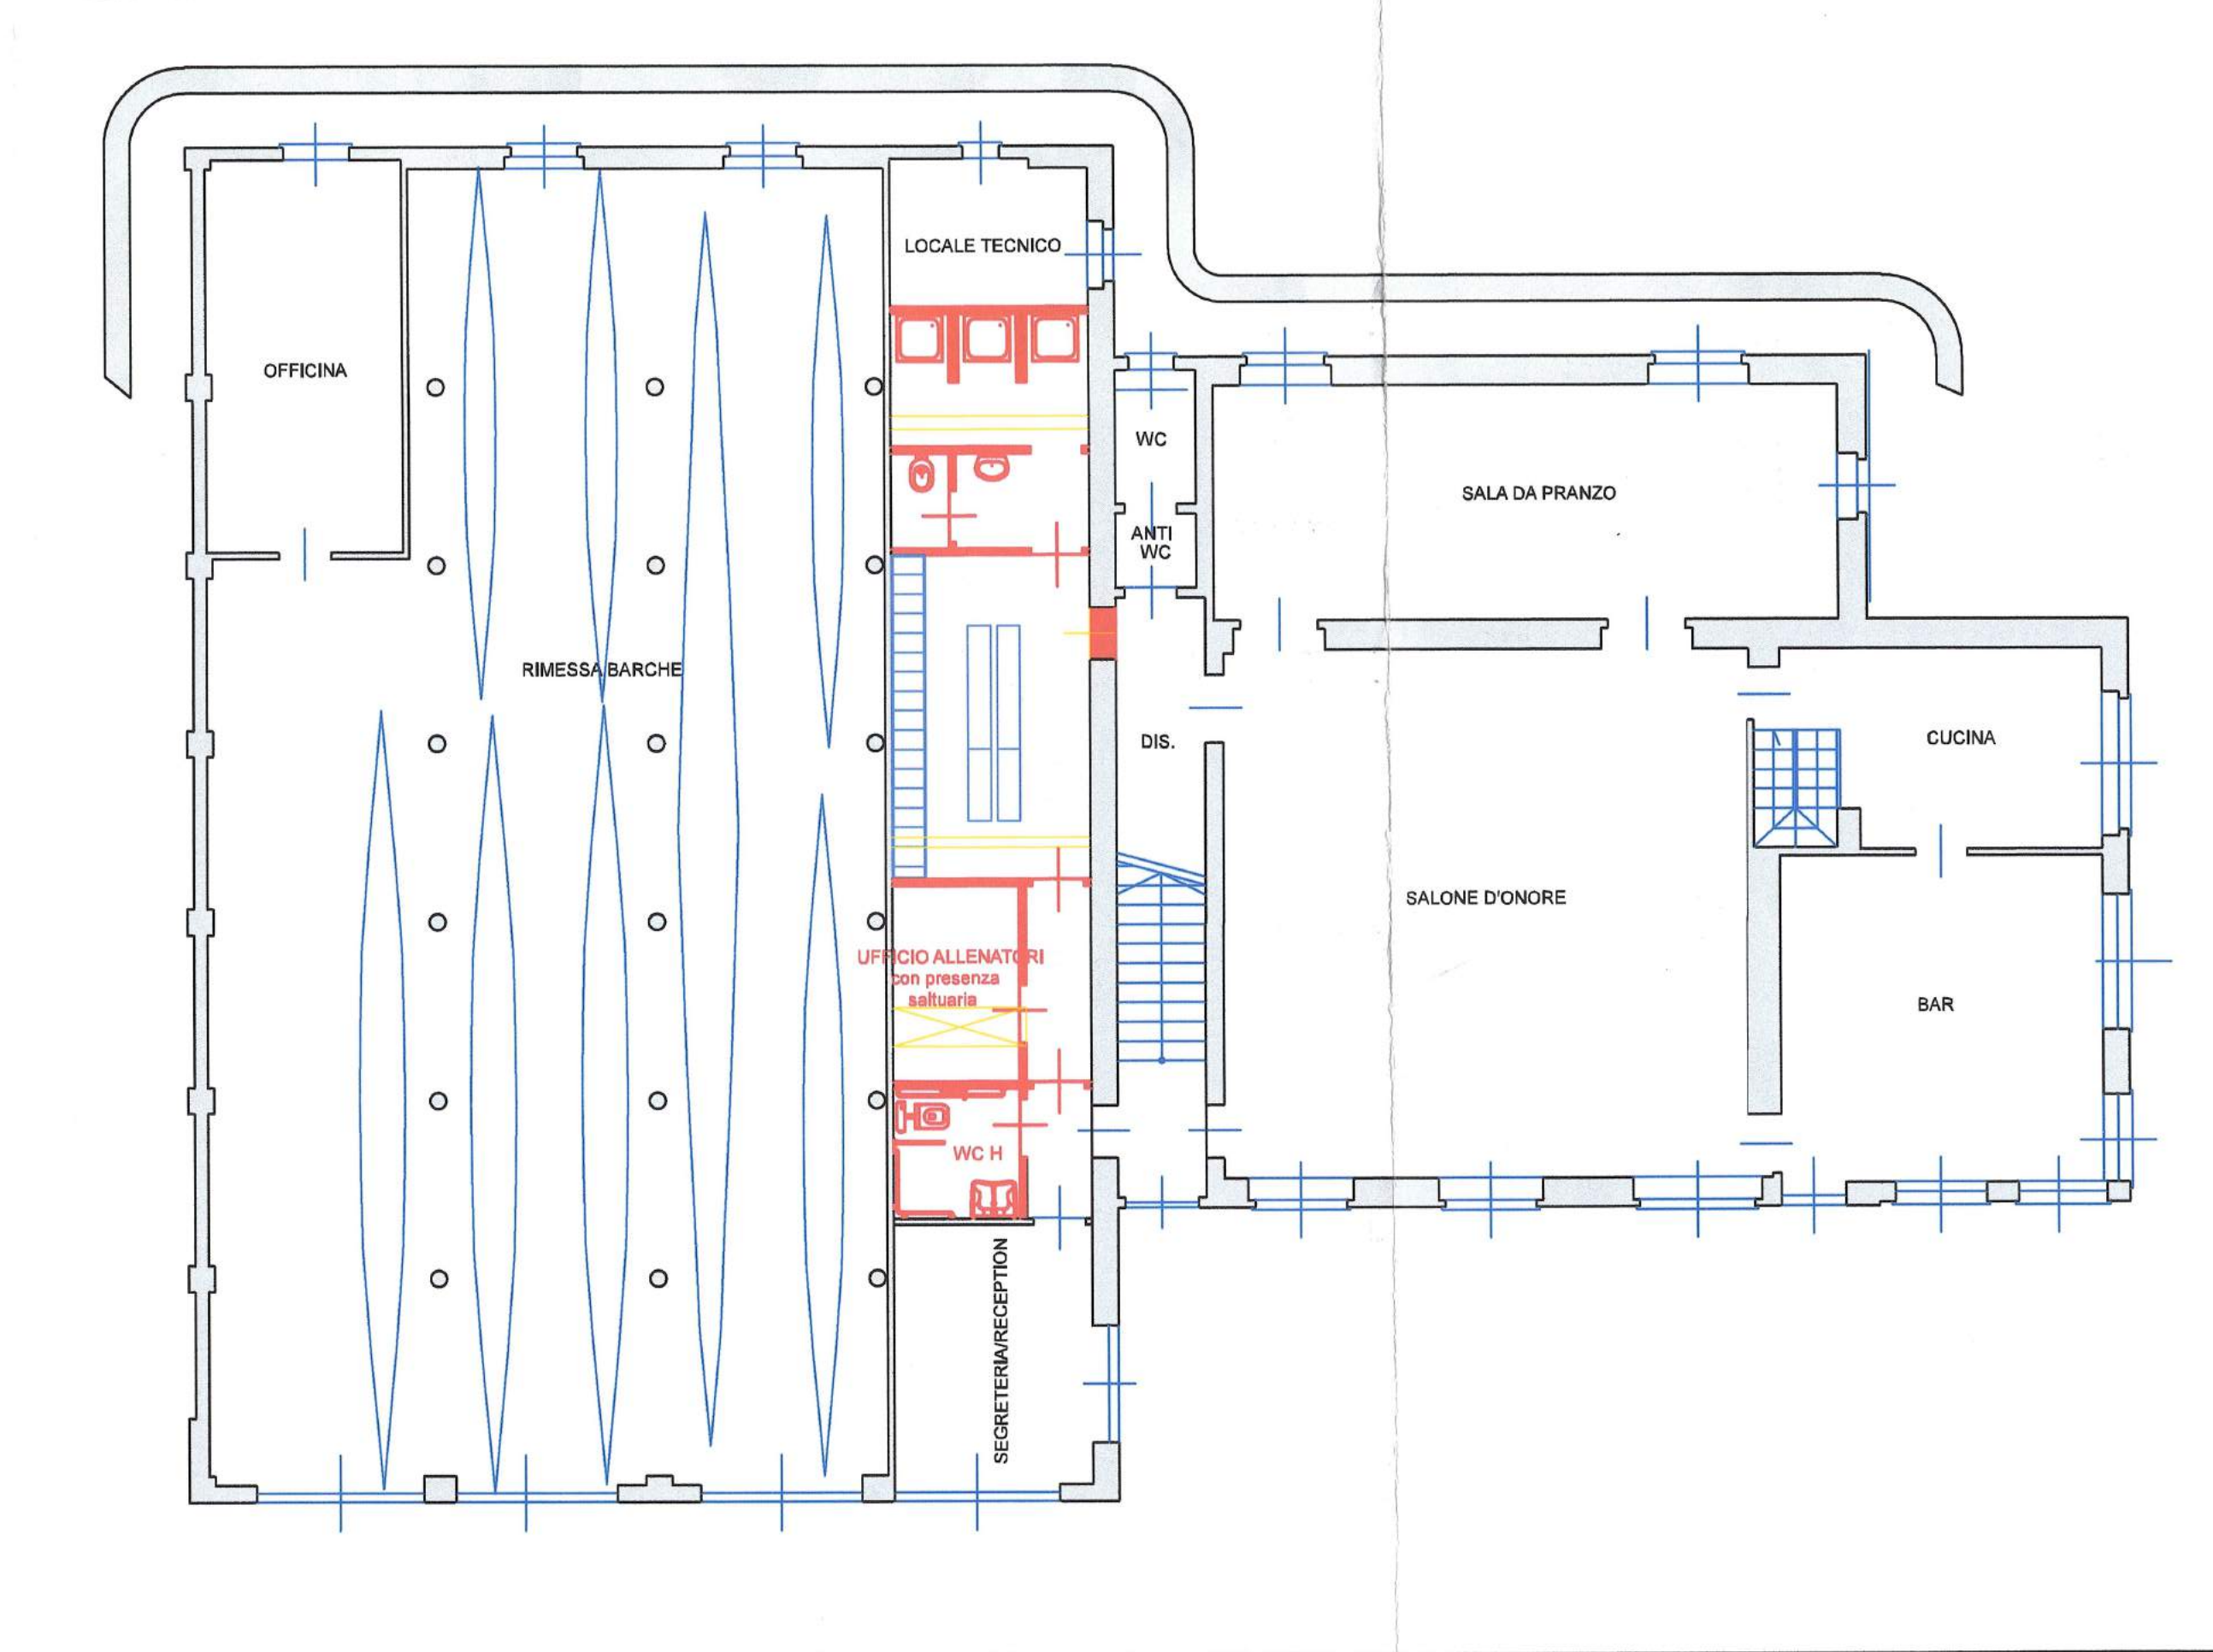 LOCALE TECNICO
OFFICINA
WC
SALA DA PRANZO
ANTI
WC
RIMESSA BARCHE
DIS.
CUCINA
SALONE D'ONORE
UFFICIO ALLENATORI
con presenza
saltuaria
BAR
WC H
SEGRETERIA/RECEPTION